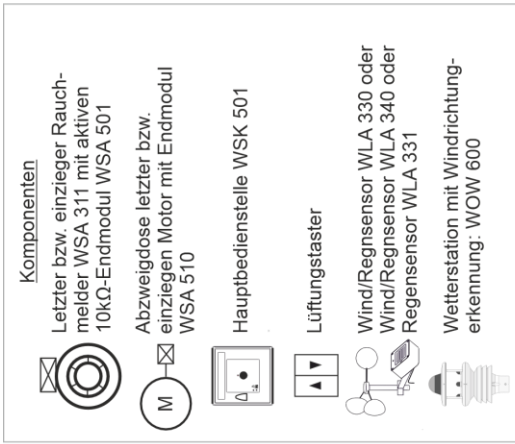 Komponenten
Letzter bzw. einzieger Rauch-
melder WSA 311 mit aktiven
10kΩ-Endmodul WSA 501
Abzweigdose letzter bzw.
einziegen Motor mit Endmodul
WSA 510
M
Hauptbedienstelle WSK 501
Lüftungstaster
Wind/Regnsensor WLA 330 oder
Wind/Regnsensor WLA 340 oder
Regensensor WLA 331
Wetterstation mit Windrichtung-
erkennung: WOW 600